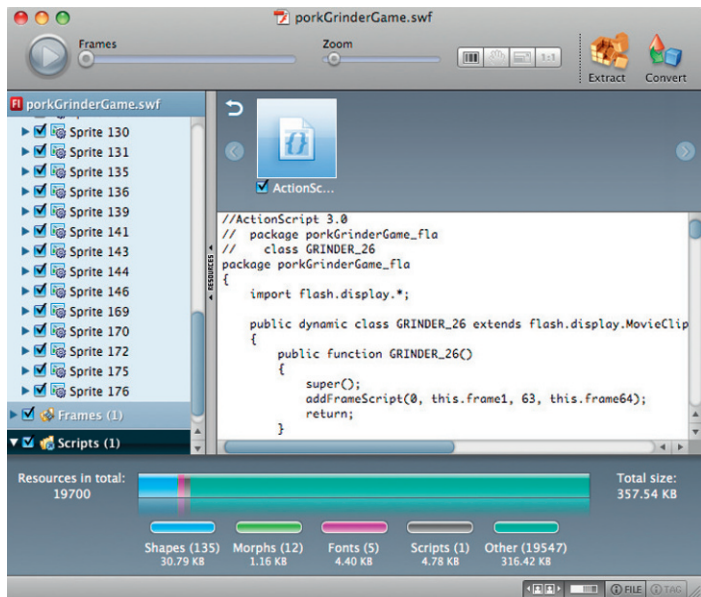 porkGrinderGame.swf
Frames
Zoom
1:1
Extract
Convert
Fl porkGrinderGame.swf
Sprite 130
Sprite 131
Sprite 135
Sprite 136
Sprite 139
Sprite 141
Sprite 143
Sprite 144
Sprite 146
Sprite 169
Sprite 170
Sprite 172
Sprite 175
Sprite 176
Frames (1)
Scripts (1)
RESOURCES
{}
ActionSc...
//ActionScript 3.0
//  package porkGrinderGame_fla
//    class GRINDER_26
package porkGrinderGame_fla
{
    import flash.display.*;
    public dynamic class GRINDER_26 extends flash.display.MovieClip
    {
        public function GRINDER_26()
        {
            super();
            addFrameScript(0, this.frame1, 63, this.frame64);
            return;
        }
Resources in total:
19700
Total size:
357.54 KB
Shapes (135)
30.79 KB
Morphs (12)
1.16 KB
Fonts (5)
4.40 KB
Scripts (1)
4.78 KB
Other (19547)
316.42 KB
FILE
TAG